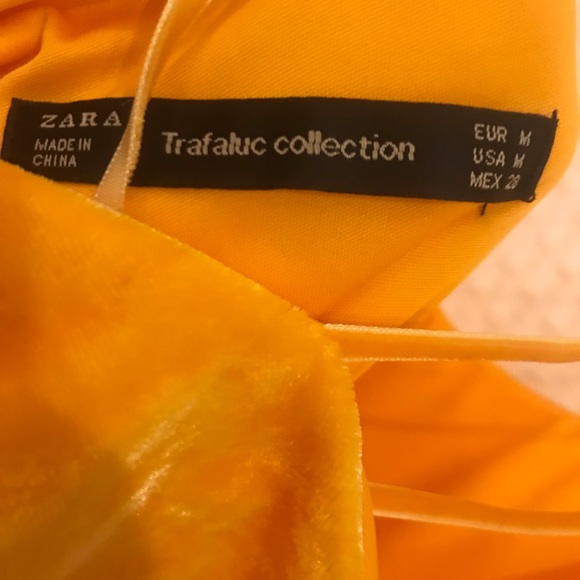 ZARA
MADE IN
CHINA
Trafaluc collection
EUR M
USA M
MEX 28